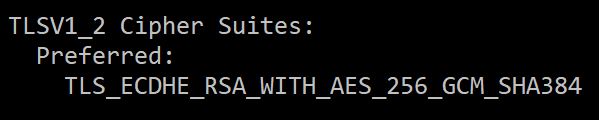 TLSV1_2 Cipher Suites:
Preferred:
TLS_ECDHE_RSA_WITH_AES_256_GCM_SHA384